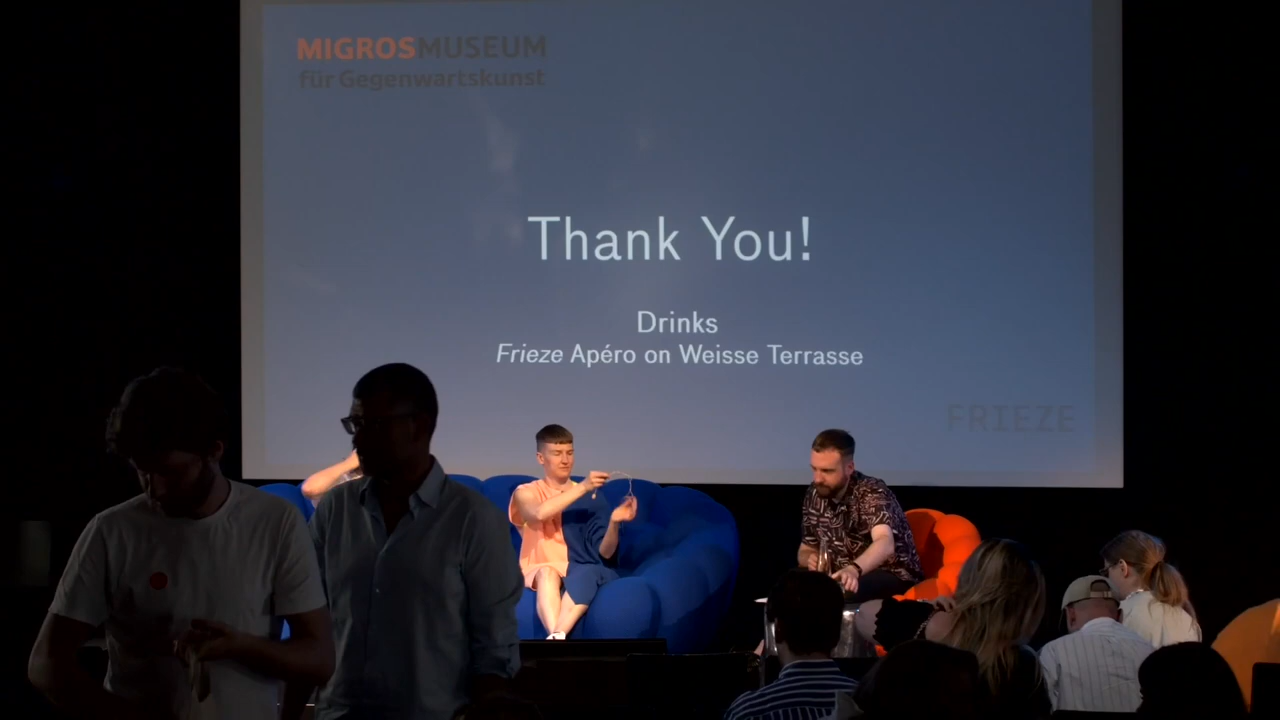 MIGROSMUSEUM
für Gegenwartskunst
Thank You!
Drinks
Frieze Apéro on Weisse Terrasse
FRIEZE